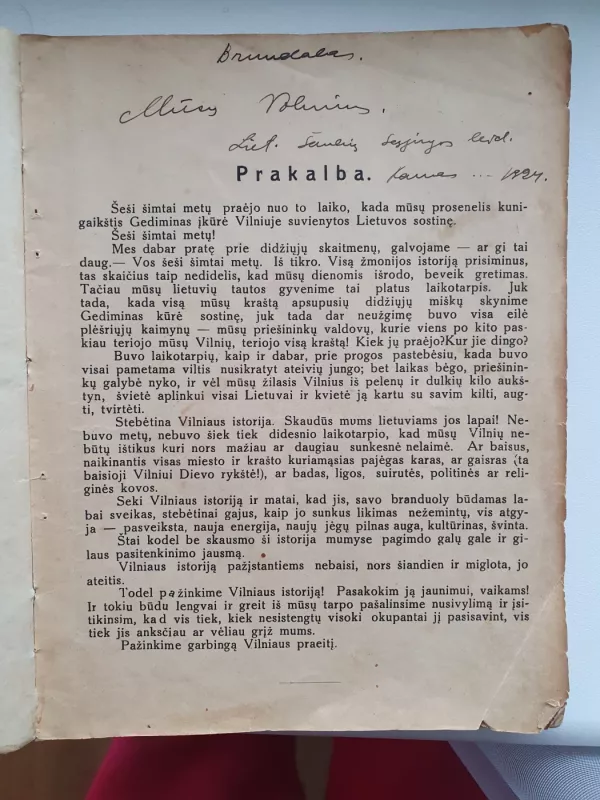 Brundalas.
Mūsų Vilnius.
Liet. Šaulių Sąjungos leid.
Prakalba. Kaunas ... 1924.
Šeši šimtai metų praėjo nuo to laiko, kada mūsų prosenelis kuni-
gaikštis Gediminas įkūrė Vilniuje suvienytos Lietuvos sostinę.
Šeši šimtai metų!
Mes dabar pratę prie didžiųjų skaitmenų, galvojame — ar gi tai
daug.— Vos šeši šimtai metų. Iš tikro. Visą žmonijos istoriją prisiminus,
tas skaičius taip nedidelis, kad mūsų dienomis išrodo, beveik gretimas.
Tačiau mūsų lietuvių tautos gyvenime tai platus laikotarpis. Juk
tada, kada visą mūsų kraštą apsupusių didžiųjų miškų skynime
Gediminas kūrė sostinę, juk tada dar neužgimę buvo visa eilė
plėšriųjų kaimynų — mūsų priešininkų valdovų, kurie viens po kito pas-
kiau teriojo mūsų Vilnių, teriojo visą kraštą! Kiek jų praėjo? Kur jie dingo?
Buvo laikotarpių, kaip ir dabar, prie progos pastebėsiu, kada buvo
visai pametama viltis nusikratyt ateivių jungo; bet laikas bėgo, priešinin-
kų galybė nyko, ir vėl mūsų žilasis Vilnius iš pelenų ir dulkių kilo aukš-
tyn, švietė aplinkui visai Lietuvai ir kvietė ją kartu su savim kilti, aug-
ti, tvirtėti.
Stebėtina Vilniaus istorija. Skaudūs mums lietuviams jos lapai! Ne-
buvo metų, nebuvo šiek tiek didesnio laikotarpio, kad mūsų Vilnių ne-
būtų ištikus kuri nors mažiau ar daugiau sunkesnė nelaimė. Ar baisus,
naikinantis visas miesto ir krašto kuriamąsias pajėgas karas, ar gaisras (ta
baisioji Vilniui Dievo rykštė!), ar badas, ligos, suirutės, politinės ar reli-
ginės kovos.
Seki Vilniaus istoriją ir matai, kad jis, savo branduoly būdamas la-
bai sveikas, stebėtinai gajus, kaip jo sunkus likimas nežemintų, vis atgy-
ja — pasveiksta, nauja energija, naujų jėgų pilnas auga, kultūrinas, švinta.
Štai kodel be skausmo ši istorija mumyse pagimdo galų gale ir gi-
laus pasitenkinimo jausmą.
Vilniaus istoriją pažįstantiems nebaisi, nors šiandien ir miglota, jo
ateitis.
Todel pažinkime Vilniaus istoriją! Pasakokim ją jaunimui, vaikams!
Ir tokiu būdu lengvai ir greit iš mūsų tarpo pašalinsime nusivylimą ir įsi-
tikinsim, kad vis tiek, kiek nesistengtų visoki okupantai jį pasisavint, vis
tiek jis anksčiau ar vėliau grįž mums.
Pažinkime garbingą Vilniaus praeitį.